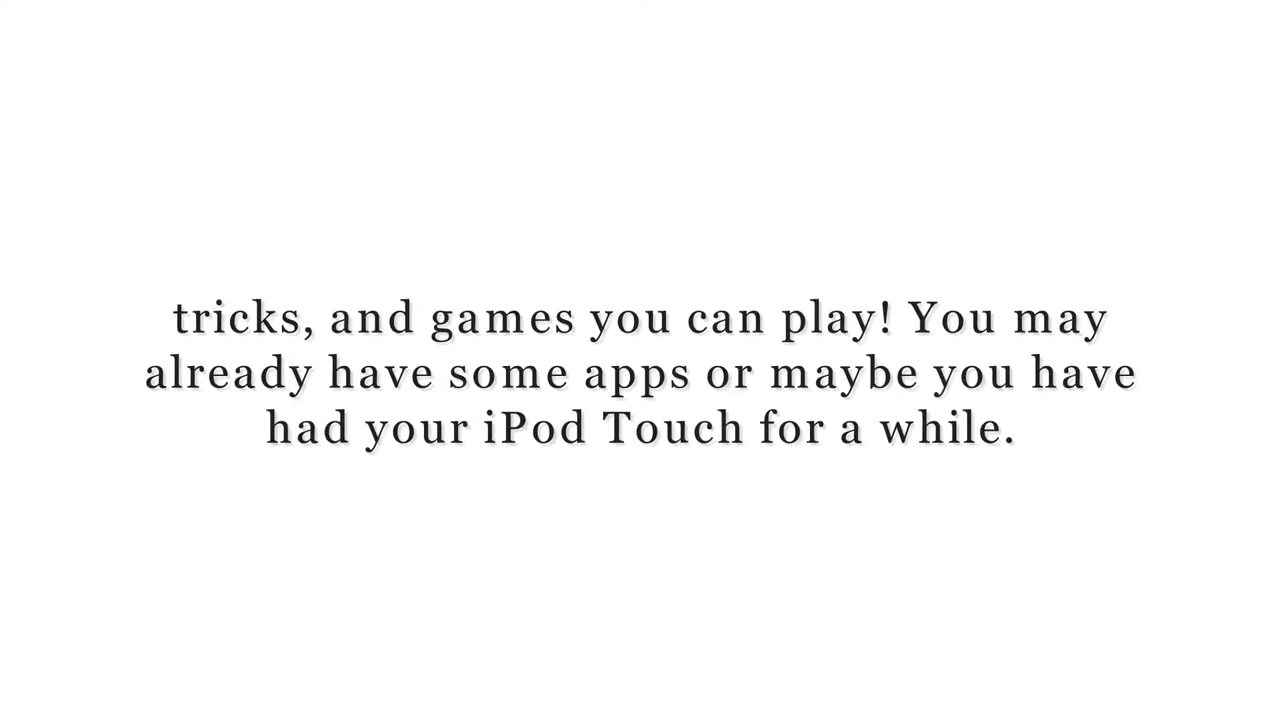 tricks, and games you can play! You may
already have some apps or maybe you have
had your iPod Touch for a while.